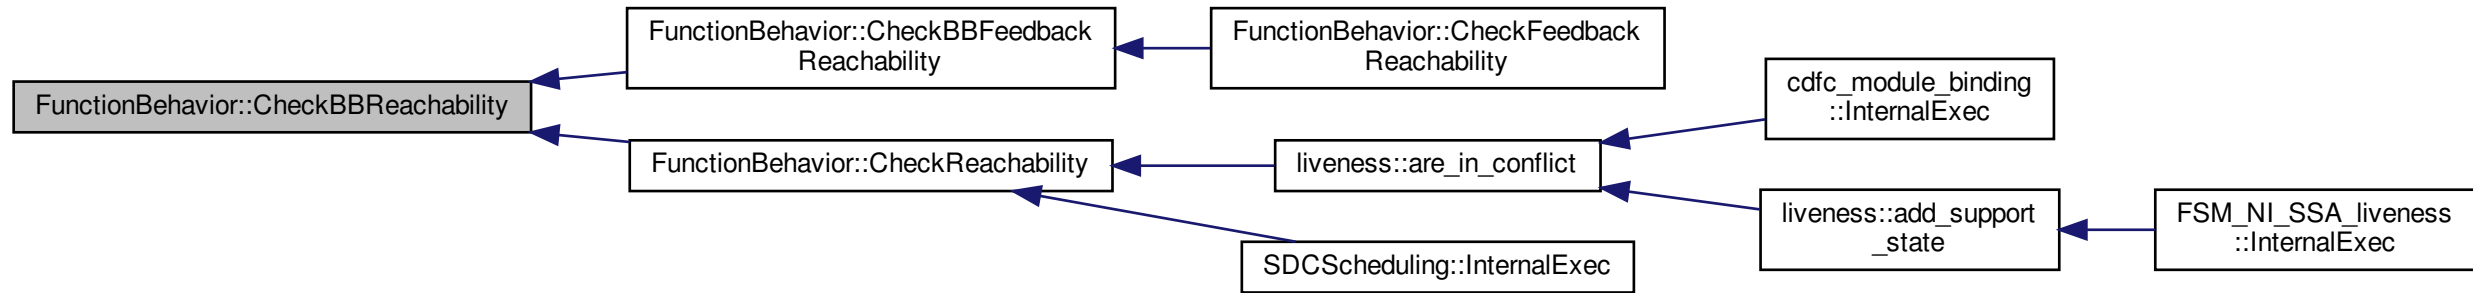 FunctionBehavior::CheckBBReachability
FunctionBehavior::CheckBBFeedback
Reachability
FunctionBehavior::CheckFeedback
Reachability
FunctionBehavior::CheckReachability
liveness::are_in_conflict
cdfc_module_binding
::InternalExec
liveness::add_support
_state
FSM_NI_SSA_liveness
::InternalExec
SDCScheduling::InternalExec